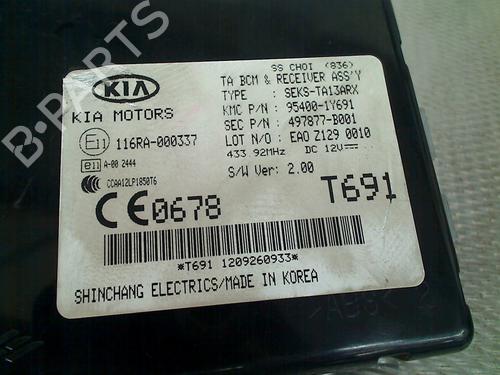 SS CHOI (836)
KIA
KIA MOTORS
TA BCM & RECEIVER ASS'Y
TYPE : SEKS-TA13ARX
KMC P/N : 95400-1Y691
SEC P/N : 497877-B001
LOT N/O : EAO Z129 0010
433.92MHz DC 12V
S/W Ver: 2.00
E11 116RA-000337
e11 A-00 2444
CCAA12LP1850T6
CE0678
T691
*T691 1209260933*
SHINCHANG ELECTRICS/MADE IN KOREA
>ABS<
B-PARTS